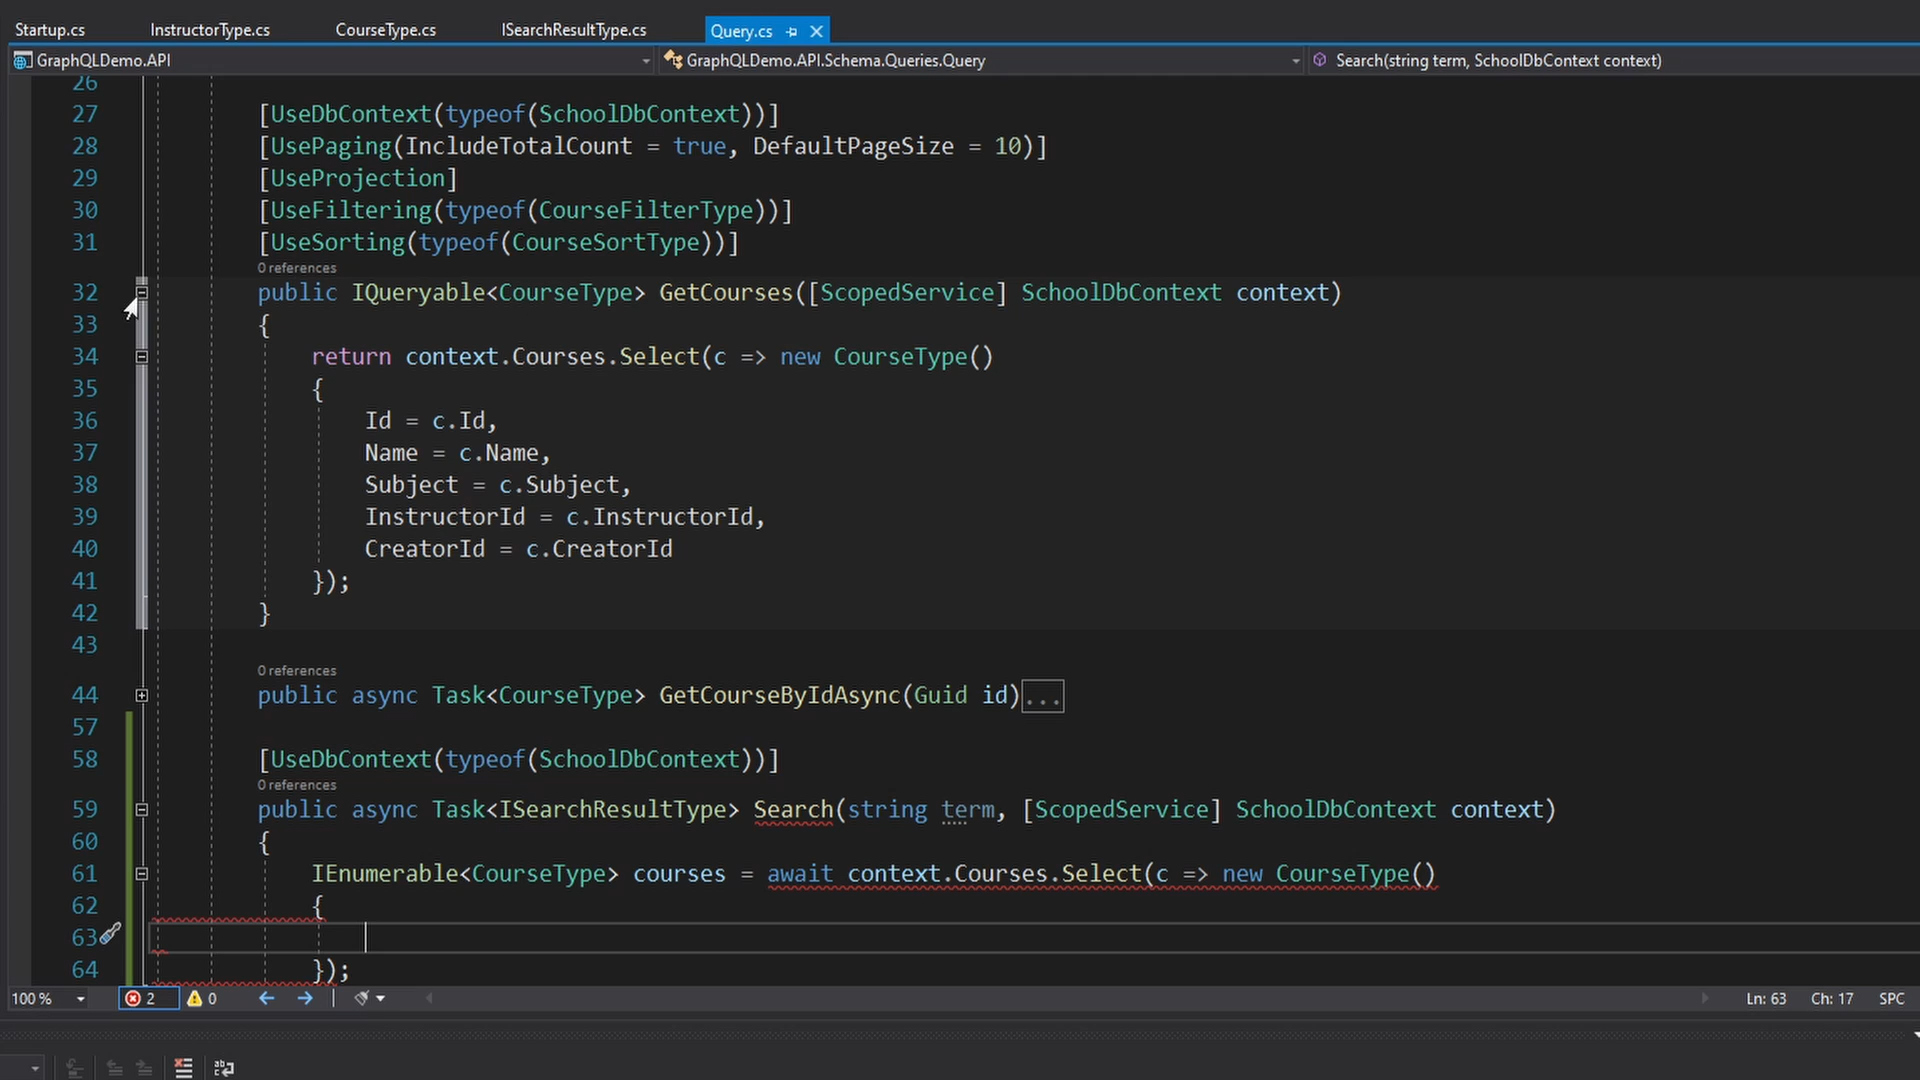 Startup.cs InstructorType.cs CourseType.cs ISearchResultType.cs Query.cs
GraphQLDemo.API GraphQLDemo.API.Schema.Queries.Query Search(string term, SchoolDbContext context)
26
27 [UseDbContext(typeof(SchoolDbContext))]
28 [UsePaging(IncludeTotalCount = true, DefaultPageSize = 10)]
29 [UseProjection]
30 [UseFiltering(typeof(CourseFilterType))]
31 [UseSorting(typeof(CourseSortType))]
0 references
32 public IQueryable<CourseType> GetCourses([ScopedService] SchoolDbContext context)
33 {
34 return context.Courses.Select(c => new CourseType()
35 {
36 Id = c.Id,
37 Name = c.Name,
38 Subject = c.Subject,
39 InstructorId = c.InstructorId,
40 CreatorId = c.CreatorId
41 });
42 }
43
0 references
44 public async Task<CourseType> GetCourseByIdAsync(Guid id)...
57
58 [UseDbContext(typeof(SchoolDbContext))]
0 references
59 public async Task<ISearchResultType> Search(string term, [ScopedService] SchoolDbContext context)
60 {
61 IEnumerable<CourseType> courses = await context.Courses.Select(c => new CourseType()
62 {
63
64 });
100 % 2 0 Ln: 63 Ch: 17 SPC